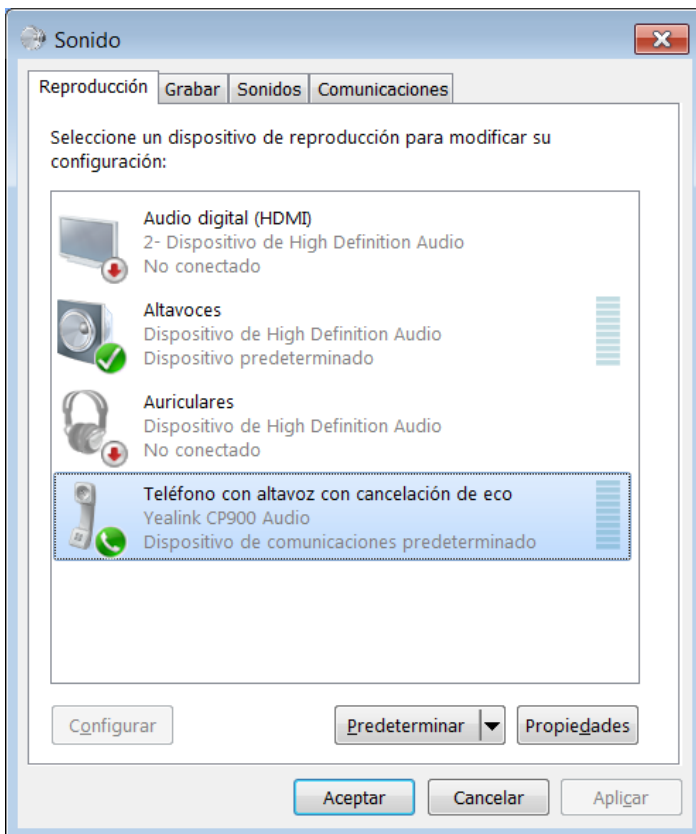 Sonido
Reproducción Grabar Sonidos Comunicaciones
Seleccione un dispositivo de reproducción para modificar su
configuración:
Audio digital (HDMI)
2- Dispositivo de High Definition Audio
No conectado
Altavoces
Dispositivo de High Definition Audio
Dispositivo predeterminado
Auriculares
Dispositivo de High Definition Audio
No conectado
Teléfono con altavoz con cancelación de eco
Yealink CP900 Audio
Dispositivo de comunicaciones predeterminado
Configurar Predeterminar Propiedades
Aceptar Cancelar Aplicar